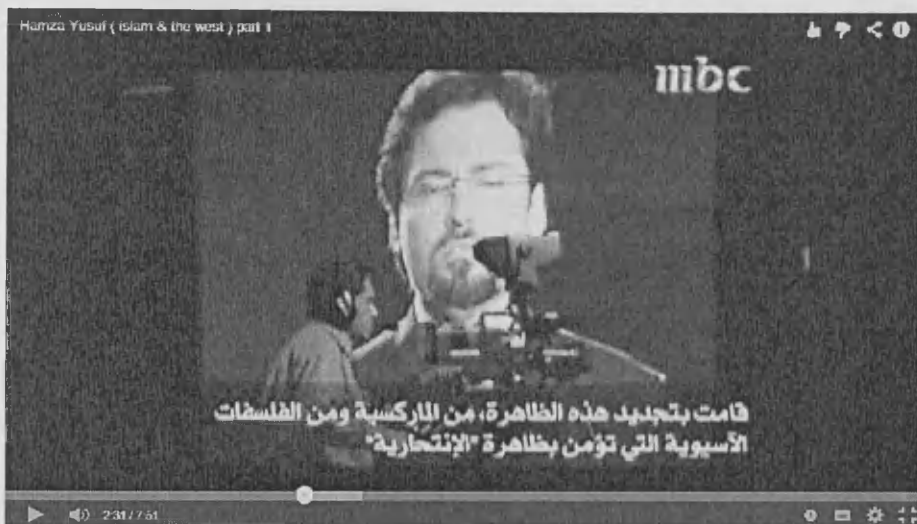 Hamza Yusuf ( islam & the west ) part 1
mbc
قامت بتجديد هذه الظاهرة، من الماركسية ومن الفلسفات
الآسيوية التي تؤمن بظاهرة "الإنتحارية"
2:31 / 7:51